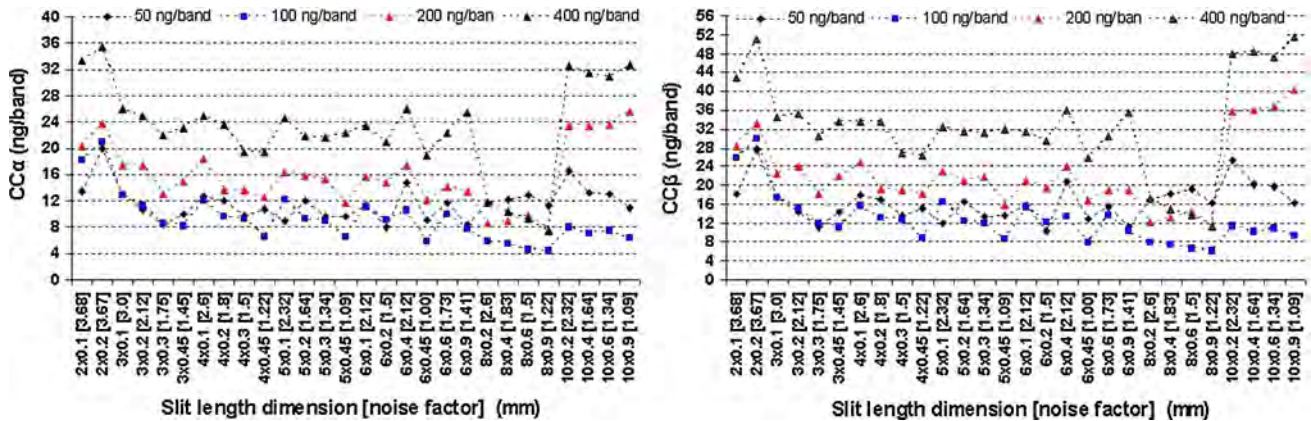 50 ng/band 100 ng/band 200 ng/ban 400 ng/band
40
36
32
28
24
20
16
12
8
4
0
CCα (ng/band)
2x0.1 [3.68]
2x0.2 [3.67]
3x0.1 [3.0]
3x0.2 [2.12]
3x0.3 [1.75]
3x0.45 [1.45]
4x0.1 [2.6]
4x0.2 [1.8]
4x0.3 [1.5]
4x0.45 [1.22]
5x0.1 [2.32]
5x0.2 [1.64]
5x0.3 [1.34]
5x0.45 [1.09]
6x0.1 [2.12]
6x0.2 [1.5]
6x0.4 [2.12]
6x0.45 [1.00]
6x0.6 [1.73]
6x0.9 [1.41]
8x0.2 [2.6]
8x0.4 [1.83]
8x0.6 [1.5]
8x0.9 [1.22]
10x0.2 [2.32]
10x0.4 [1.64]
10x0.6 [1.34]
10x0.9 [1.09]
Slit length dimension [noise factor] (mm)
50 ng/band 100 ng/band 200 ng/ban 400 ng/band
56
52
48
44
40
36
32
28
24
20
16
12
8
4
0
CCβ (ng/band)
2x0.1 [3.68]
2x0.2 [3.67]
3x0.1 [3.0]
3x0.2 [2.12]
3x0.3 [1.75]
3x0.45 [1.45]
4x0.1 [2.6]
4x0.2 [1.8]
4x0.3 [1.5]
4x0.45 [1.22]
5x0.1 [2.32]
5x0.2 [1.64]
5x0.3 [1.34]
5x0.45 [1.09]
6x0.1 [2.12]
6x0.2 [1.5]
6x0.4 [2.12]
6x0.45 [1.00]
6x0.6 [1.73]
6x0.9 [1.41]
8x0.2 [2.6]
8x0.4 [1.83]
8x0.6 [1.5]
8x0.9 [1.22]
10x0.2 [2.32]
10x0.4 [1.64]
10x0.6 [1.34]
10x0.9 [1.09]
Slit length dimension [noise factor] (mm)